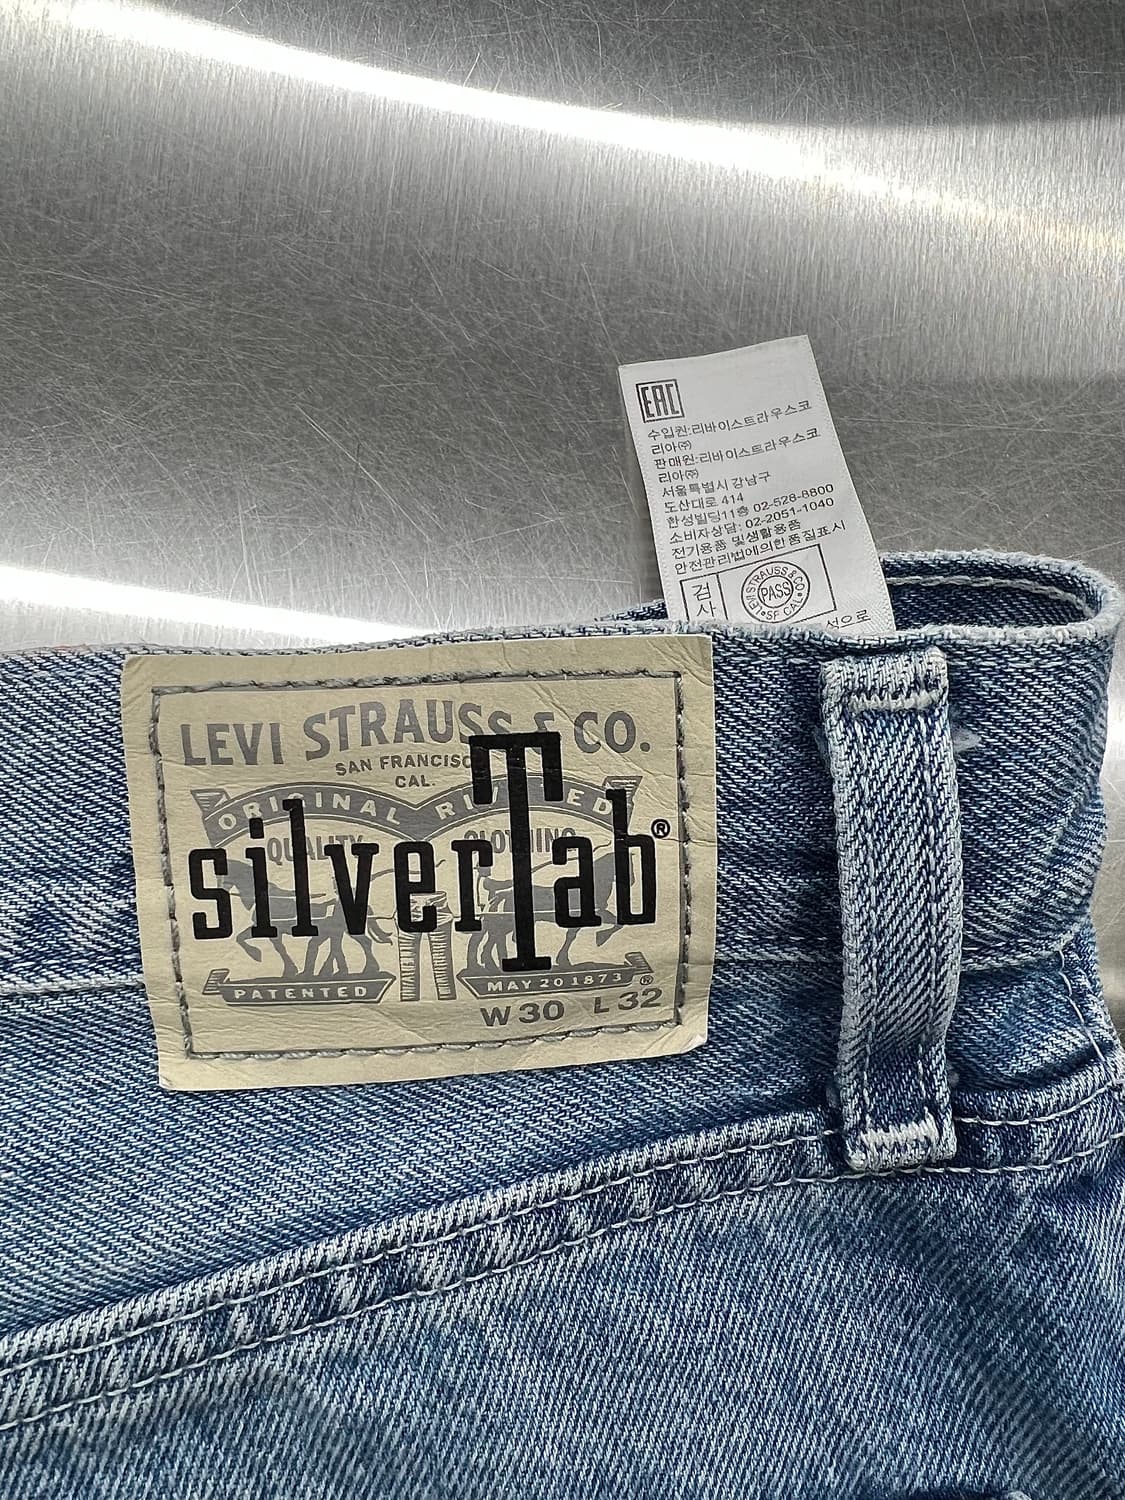 EAC
수입원:리바이스트라우스코
리아㈜
판매원:리바이스트라우스코
리아㈜
서울특별시 강남구
도산대로 414
한성빌딩11층 02-528-8800
소비자상담: 02-2051-1040
전기용품 및생활용품
안전관리법에의한품질표시
검
사
LEVI STRAUSS & CO
PASS
SF CAL
석으로
LEVI STRAUSS & CO.
SAN FRANCISC
CAL.
ORIGINAL RIVETED
QUALITY CLOTHING
silverTab®
PATENTED MAY 20 1873 ®
W30 L32